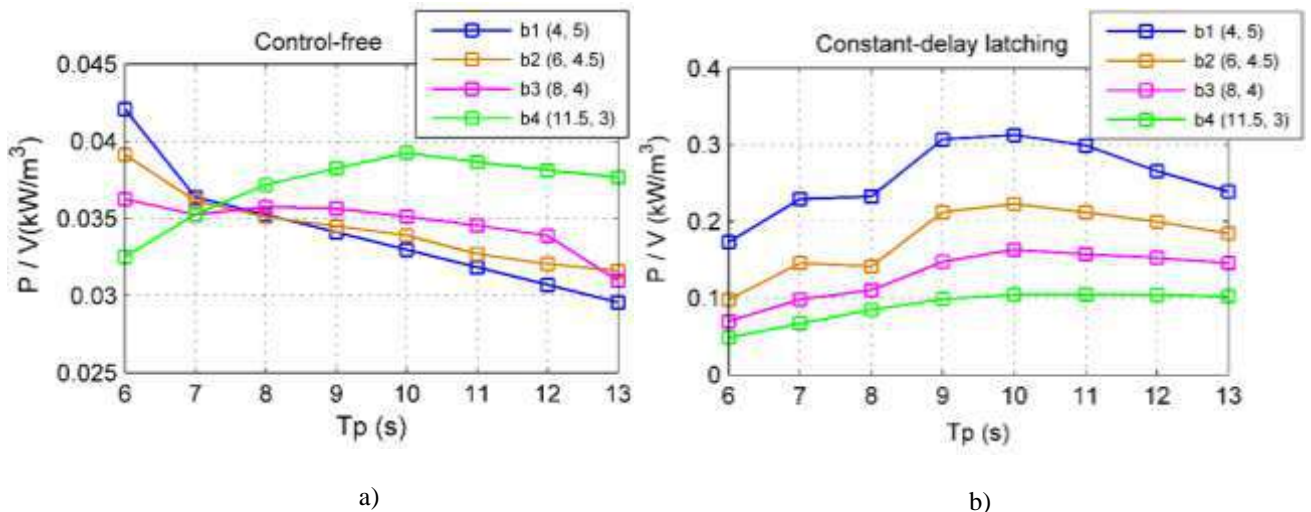 Control-free
b1 (4, 5)
b2 (6, 4.5)
b3 (8, 4)
b4 (11.5, 3)
P / V(kW/m³)
0.045
0.04
0.035
0.03
0.025
6 7 8 9 10 11 12 13
Tp (s)
a)
Constant-delay latching
b1 (4, 5)
b2 (6, 4.5)
b3 (8, 4)
b4 (11.5, 3)
P / V (kW/m³)
0.4
0.3
0.2
0.1
0
6 7 8 9 10 11 12 13
Tp (s)
b)